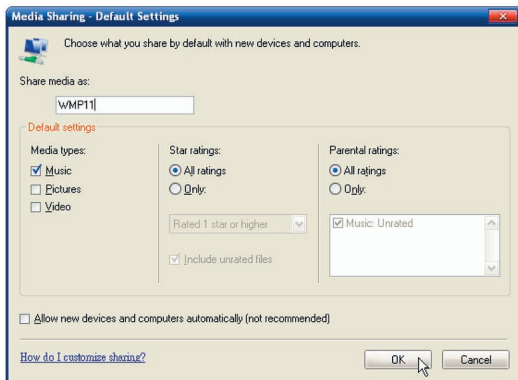 Media Sharing - Default Settings
Choose what you share by default with new devices and computers.
Share media as:
WMP11
Default settings
Media types:
Music
Pictures
Video
Star ratings:
All ratings
Only:
Rated 1 star or higher
Include unrated files
Parental ratings:
All ratings
Only:
Music: Unrated
Allow new devices and computers automatically (not recommended)
How do I customize sharing?
OK
Cancel